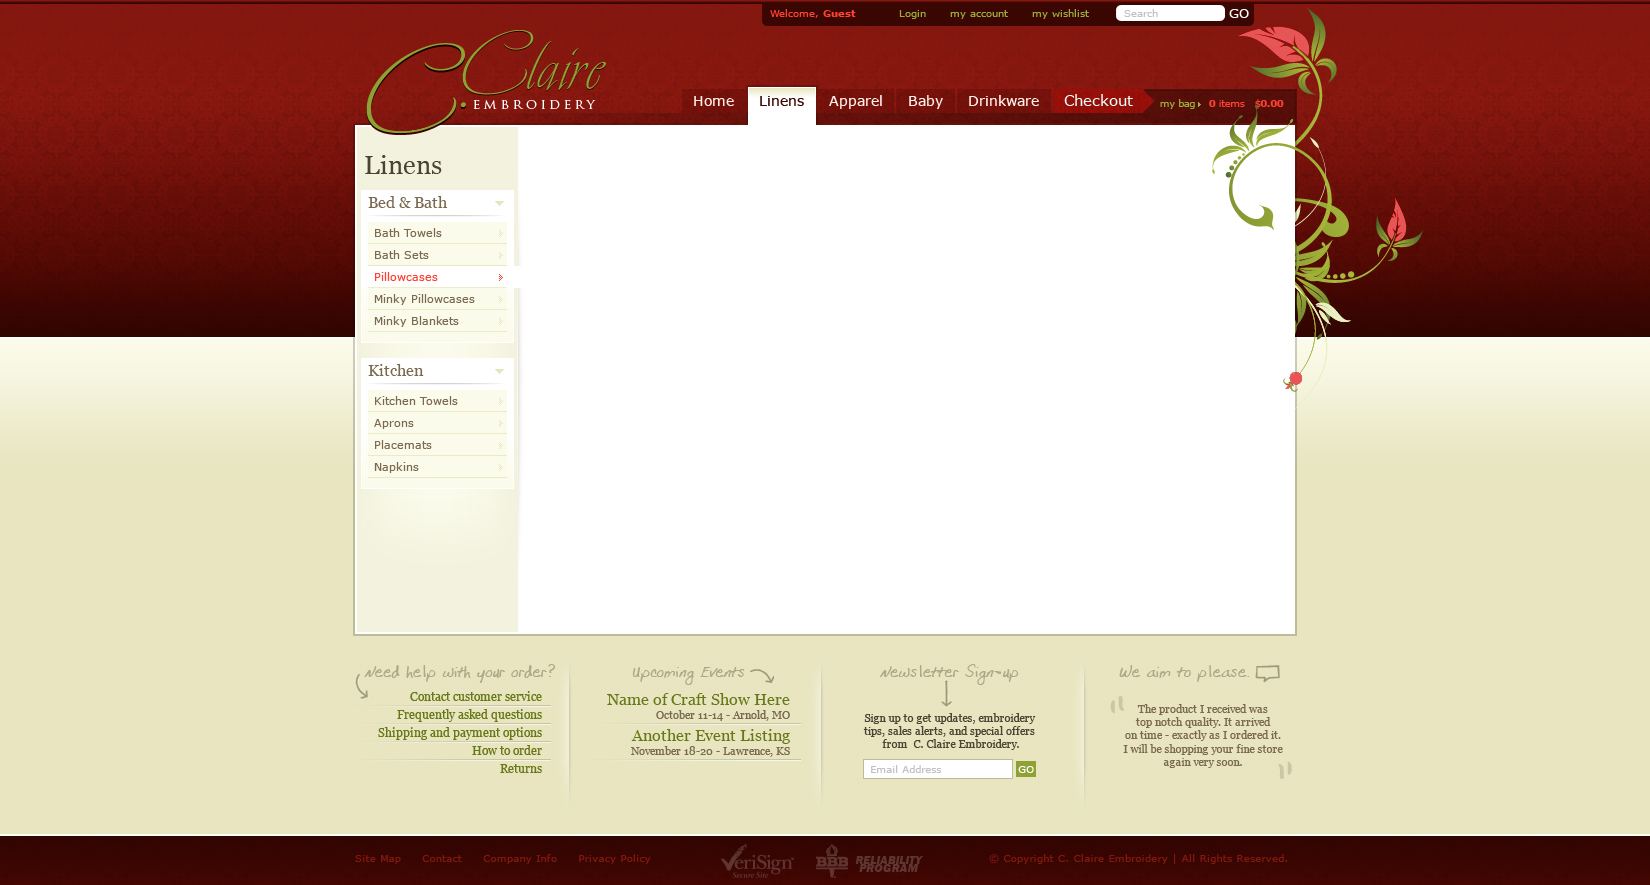 Welcome, Guest
Login
my account
my wishlist
Search
GO
C Claire
EMBROIDERY
Home
Linens
Apparel
Baby
Drinkware
Checkout
my bag
0 items
$0.00
Linens
Bed & Bath
Bath Towels
Bath Sets
Pillowcases
Minky Pillowcases
Minky Blankets
Kitchen
Kitchen Towels
Aprons
Placemats
Napkins
Need help with your order?
Contact customer service
Frequently asked questions
Shipping and payment options
How to order
Returns
Upcoming Events
Name of Craft Show Here
October 11-14 - Arnold, MO
Another Event Listing
November 18-20 - Lawrence, KS
Newsletter Sign-up
Sign up to get updates, embroidery
tips, sales alerts, and special offers
from C. Claire Embroidery.
Email Address
GO
We aim to please.
The product I received was
top notch quality. It arrived
on time - exactly as I ordered it.
I will be shopping your fine store
again very soon.
Site Map
Contact
Company Info
Privacy Policy
VeriSign
Secure Site
BBB
RELIABILITY
PROGRAM
© Copyright C. Claire Embroidery | All Rights Reserved.